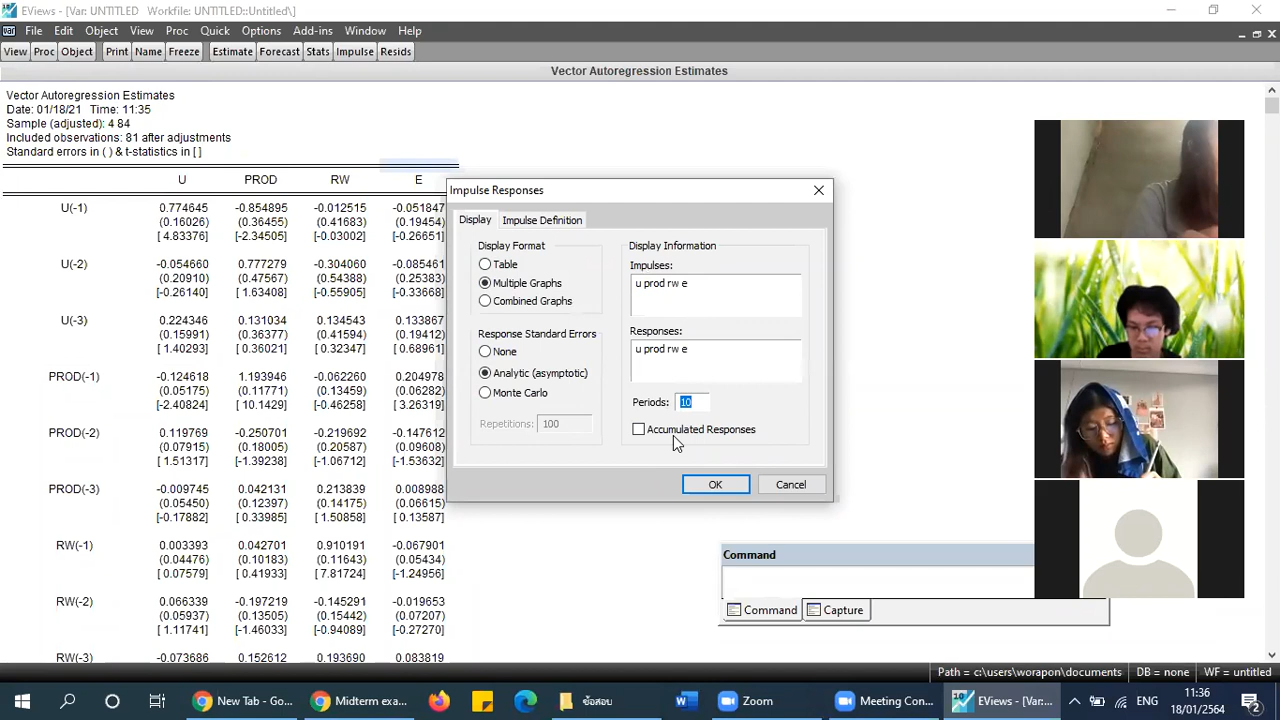 EViews - [Var: UNTITLED   Workfile: UNTITLED::Untitled\]
File Edit Object View Proc Quick Options Add-ins Window Help
View Proc Object Print Name Freeze Estimate Forecast Stats Impulse Resids
Vector Autoregression Estimates
Vector Autoregression Estimates
Date: 01/18/21 Time: 11:35
Sample (adjusted): 4 84
Included observations: 81 after adjustments
Standard errors in ( ) & t-statistics in [ ]
U PROD RW E
U(-1) 0.774645 -0.854895 -0.012515 -0.051847
(0.16026) (0.36455) (0.41683) (0.19454)
[ 4.83376] [-2.34505] [-0.03002] [-0.26651]
U(-2) -0.054660 0.777279 -0.304060 -0.085461
(0.20910) (0.47567) (0.54388) (0.25383)
[-0.26140] [ 1.63408] [-0.55905] [-0.33668]
U(-3) 0.224346 0.131034 0.134543 0.133867
(0.15991) (0.36377) (0.41594) (0.19412)
[ 1.40293] [ 0.36021] [ 0.32347] [ 0.68961]
PROD(-1) -0.124618 1.193946 -0.062260 0.204978
(0.05175) (0.11771) (0.13459) (0.06282)
[-2.40824] [ 10.1429] [-0.46258] [ 3.26319]
PROD(-2) 0.119769 -0.250701 -0.219692 -0.147612
(0.07915) (0.18005) (0.20587) (0.09608)
[ 1.51317] [-1.39238] [-1.06712] [-1.53632]
PROD(-3) -0.009745 0.042131 0.213839 0.008988
(0.05450) (0.12397) (0.14175) (0.06615)
[-0.17882] [ 0.33985] [ 1.50858] [ 0.13587]
RW(-1) 0.003393 0.042701 0.910191 -0.067901
(0.04476) (0.10183) (0.11643) (0.05434)
[ 0.07579] [ 0.41933] [ 7.81724] [-1.24956]
RW(-2) 0.066339 -0.197219 -0.145291 -0.019653
(0.05937) (0.13505) (0.15442) (0.07207)
[ 1.11741] [-1.46033] [-0.94089] [-0.27270]
RW(-3) -0.073686 0.152612 0.193690 0.083819
Impulse Responses
Display Impulse Definition
Display Format
Table
Multiple Graphs
Combined Graphs
Response Standard Errors
None
Analytic (asymptotic)
Monte Carlo
Repetitions: 100
Display Information
Impulses:
u prod rw e
Responses:
u prod rw e
Periods: 10
Accumulated Responses
OK Cancel
Command
Command Capture
Path = c:\users\worapon\documents DB = none WF = untitled
New Tab - Go... Midterm exa... ข้อสอบ Zoom Meeting Con... EViews - [Var:... ENG 11:36
18/01/2564 2